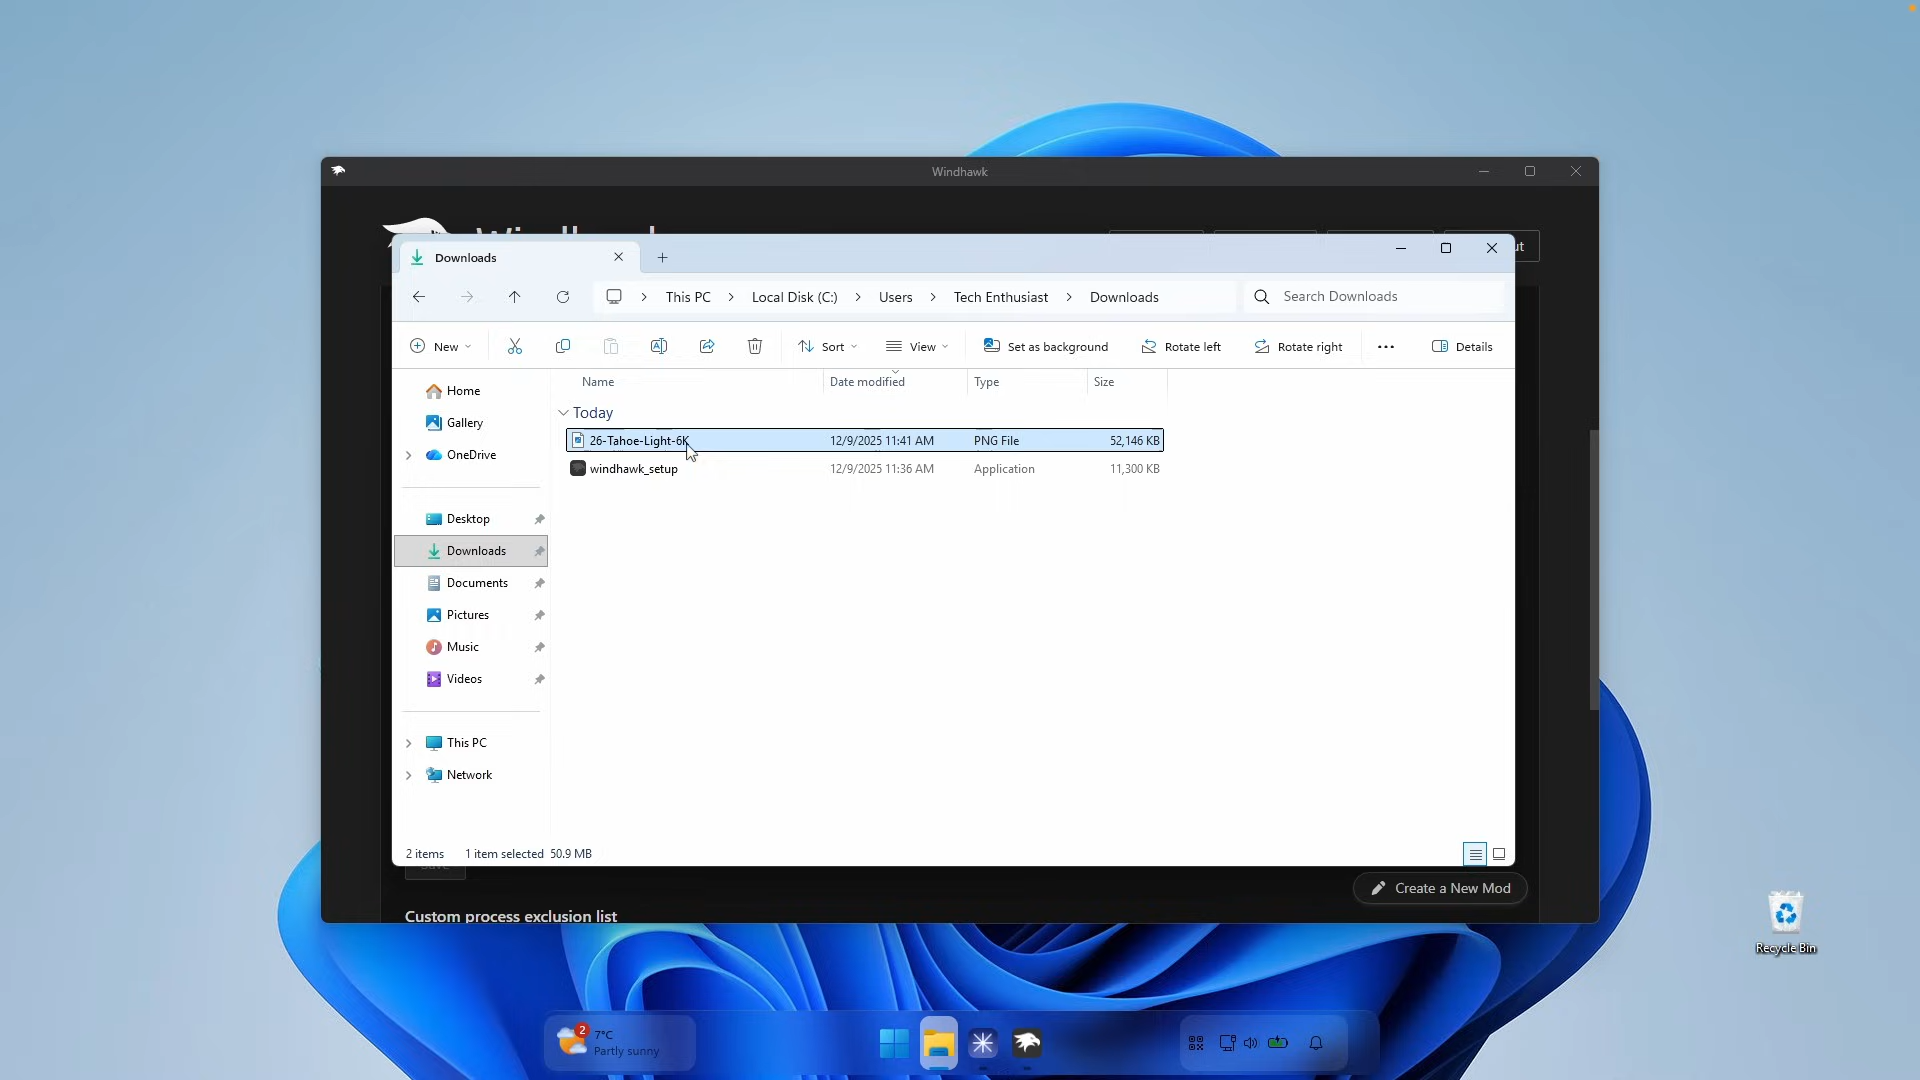 Windhawk
Downloads
This PC
Local Disk (C:)
Users
Tech Enthusiast
Downloads
Search Downloads
New
Sort
View
Set as background
Rotate left
Rotate right
Details
Home
Gallery
OneDrive
Desktop
Downloads
Documents
Pictures
Music
Videos
This PC
Network
Name Date modified Type Size
Today
26-Tahoe-Light-6K 12/9/2025 11:41 AM PNG File 52,146 KB
windhawk_setup 12/9/2025 11:36 AM Application 11,300 KB
2 items 1 item selected 50.9 MB
Create a New Mod
Custom process exclusion list
Recycle Bin
2
7°C
Partly sunny